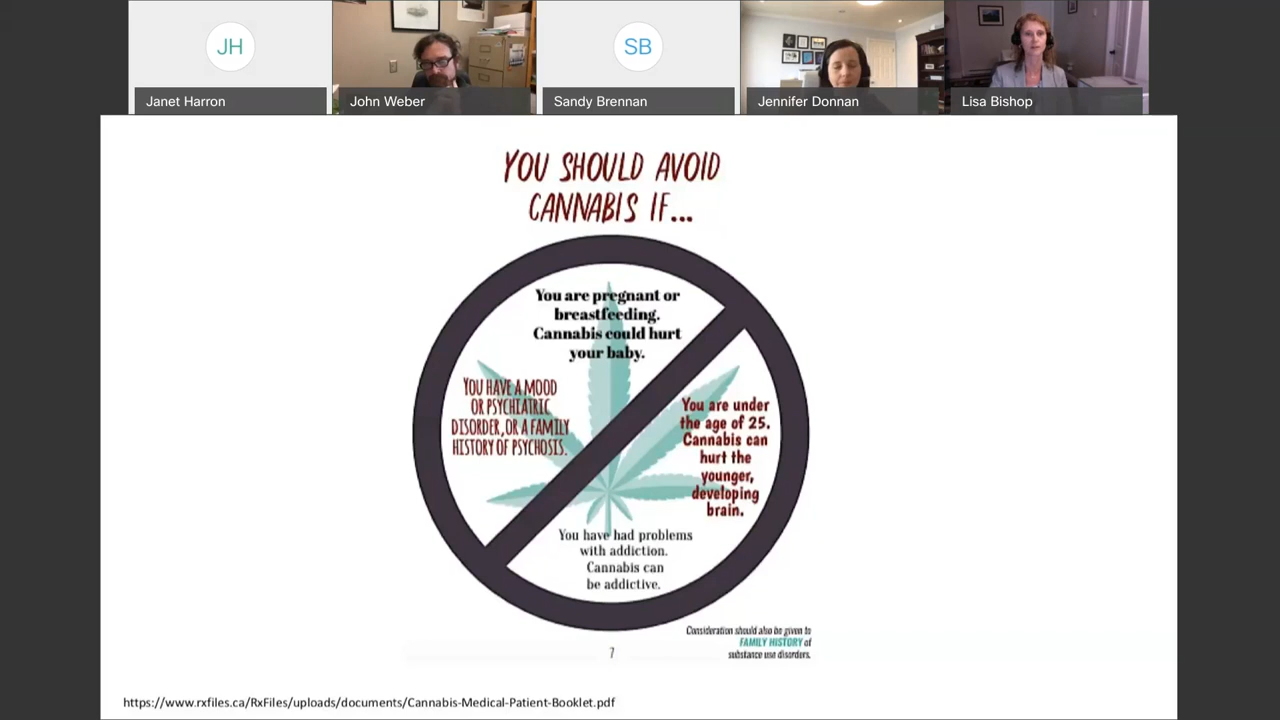 JH
SB
Janet Harron
John Weber
Sandy Brennan
Jennifer Donnan
Lisa Bishop
YOU SHOULD AVOID
CANNABIS IF...
You are pregnant or
breastfeeding.
Cannabis could hurt
your baby.
YOU HAVE A MOOD
OR PSYCHIATRIC
DISORDER, OR A FAMILY
HISTORY OF PSYCHOSIS.
You are under
the age of 25.
Cannabis can
hurt the
younger,
developing
brain.
You have had problems
with addiction.
Cannabis can
be addictive.
Consideration should also be given to
FAMILY HISTORY of
substance use disorders.
7
https://www.rxfiles.ca/RxFiles/uploads/documents/Cannabis-Medical-Patient-Booklet.pdf